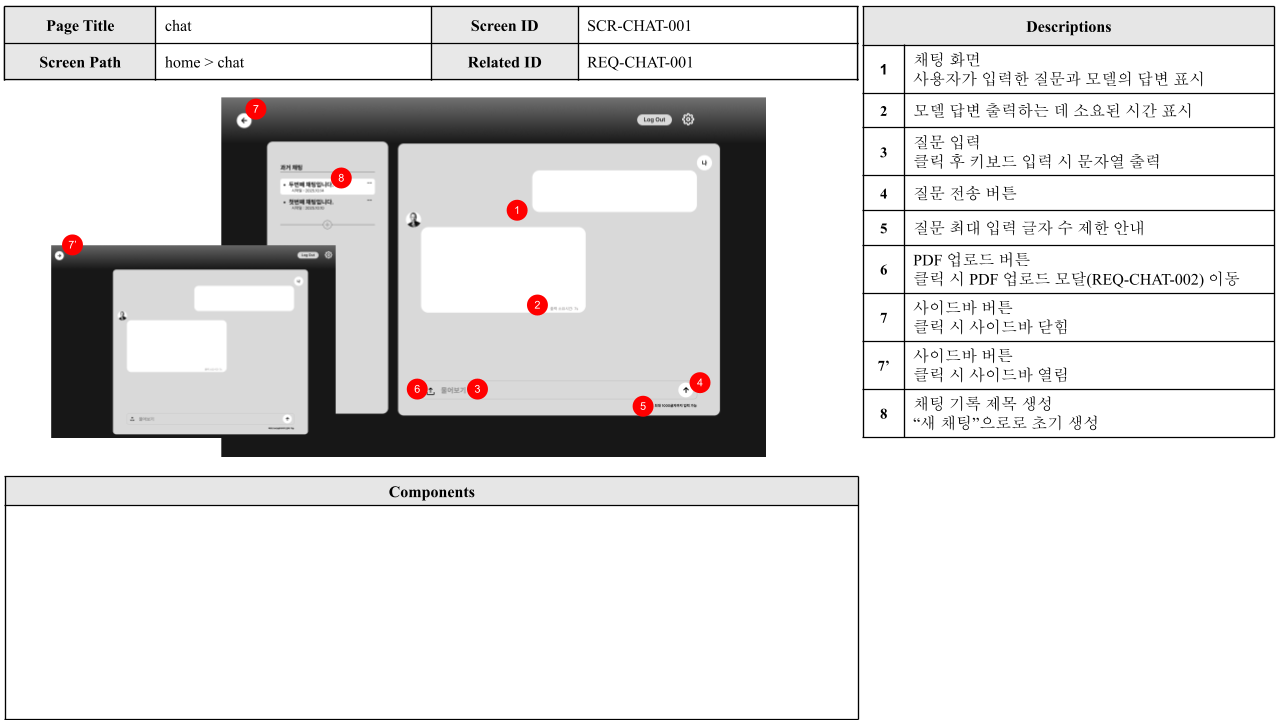 Page Title
chat
Screen ID
SCR-CHAT-001
Screen Path
home > chat
Related ID
REQ-CHAT-001
7
Log Out
과거 채팅
8
두번째 채팅입니다.
첫번째 채팅입니다.
나
1
2
6
물어보기
3
4
5
7'
Log Out
물어보기
Descriptions
1
채팅 화면
사용자가 입력한 질문과 모델의 답변 표시
2
모델 답변 출력하는 데 소요된 시간 표시
3
질문 입력
클릭 후 키보드 입력 시 문자열 출력
4
질문 전송 버튼
5
질문 최대 입력 글자 수 제한 안내
6
PDF 업로드 버튼
클릭 시 PDF 업로드 모달(REQ-CHAT-002) 이동
7
사이드바 버튼
클릭 시 사이드바 닫힘
7’
사이드바 버튼
클릭 시 사이드바 열림
8
채팅 기록 제목 생성
“새 채팅”으로로 초기 생성
Components